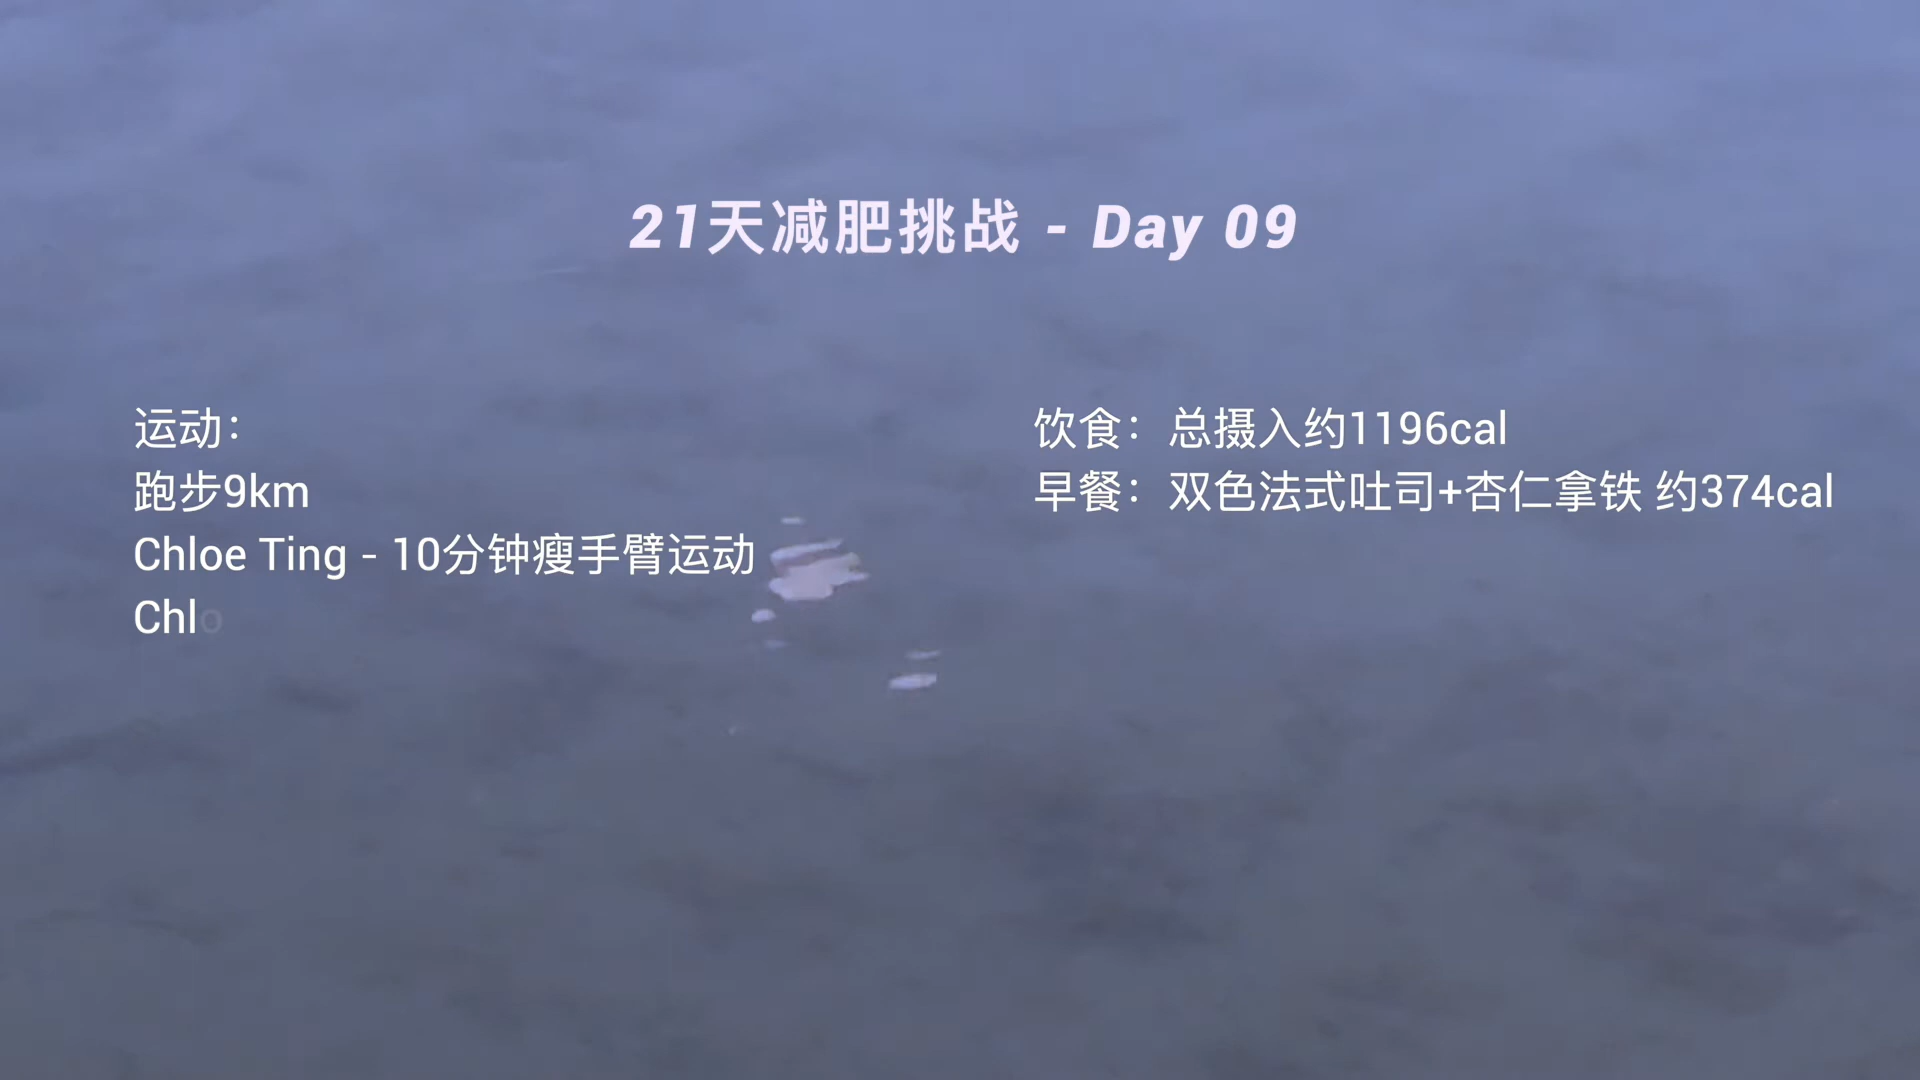 21天减肥挑战 - Day 09
运动：
跑步9km
Chloe Ting - 10分钟瘦手臂运动
Chlo
饮食：总摄入约1196cal
早餐：双色法式吐司+杏仁拿铁 约374cal